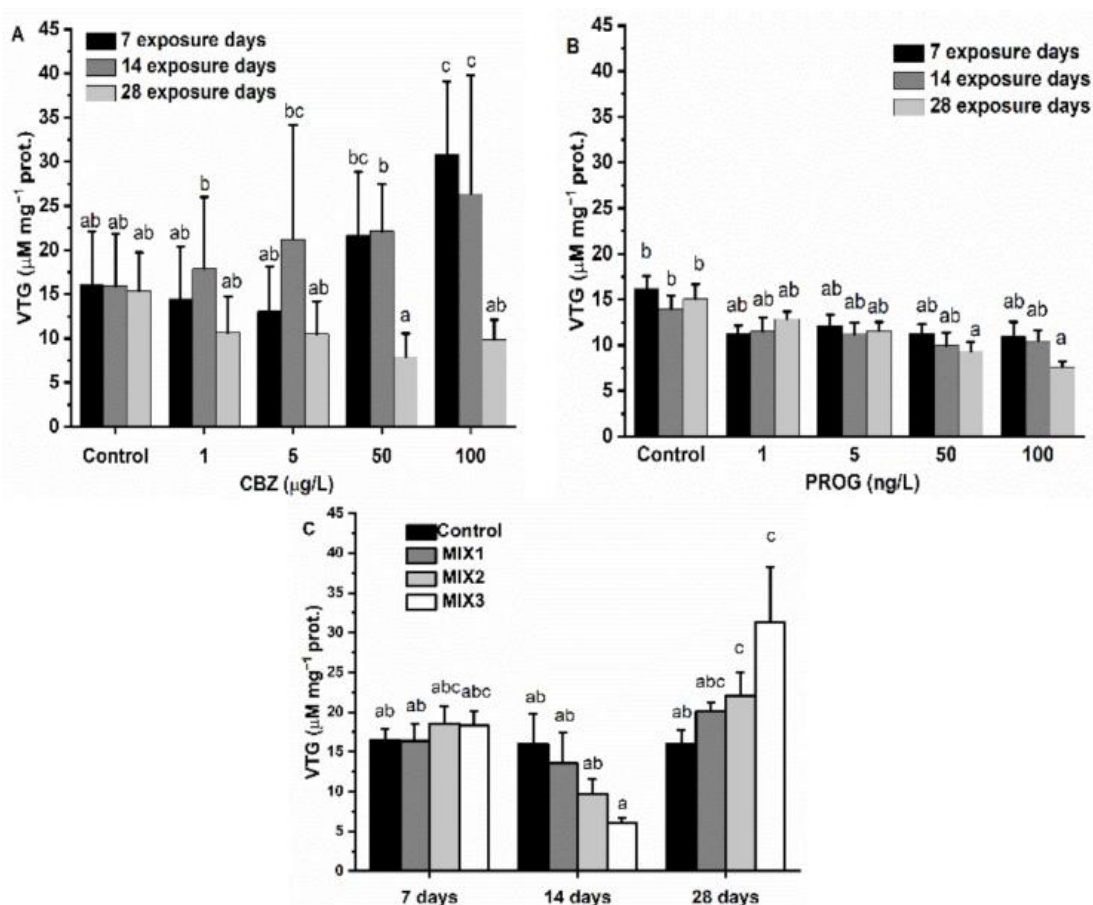 A
7 exposure days
14 exposure days
28 exposure days
VTG (μM mg⁻¹ prot.)
45
40
35
30
25
20
15
10
5
0
ab ab ab
b
ab ab
bc
ab ab
bc b
a
c c
ab
Control 1 5 50 100
CBZ (μg/L)
B
7 exposure days
14 exposure days
28 exposure days
VTG (μM mg⁻¹ prot.)
45
40
35
30
25
20
15
10
5
0
b b b
ab ab ab
ab ab ab
ab ab a
ab ab a
Control 1 5 50 100
PROG (ng/L)
C
Control
MIX1
MIX2
MIX3
VTG (μM mg⁻¹ prot.)
45
40
35
30
25
20
15
10
5
0
ab ab abc abc
ab ab ab a
ab abc c c
7 days 14 days 28 days